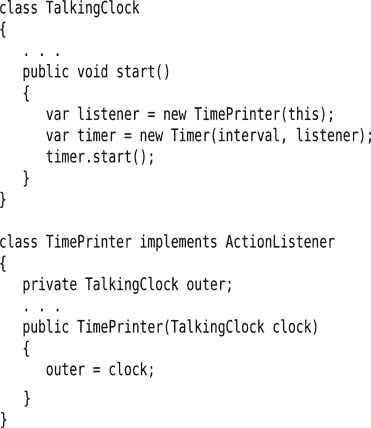 class TalkingClock
{
   . . .
   public void start()
   {
      var listener = new TimePrinter(this);
      var timer = new Timer(interval, listener);
      timer.start();
   }
}

class TimePrinter implements ActionListener
{
   private TalkingClock outer;
   . . .
   public TimePrinter(TalkingClock clock)
   {
      outer = clock;
   }
}